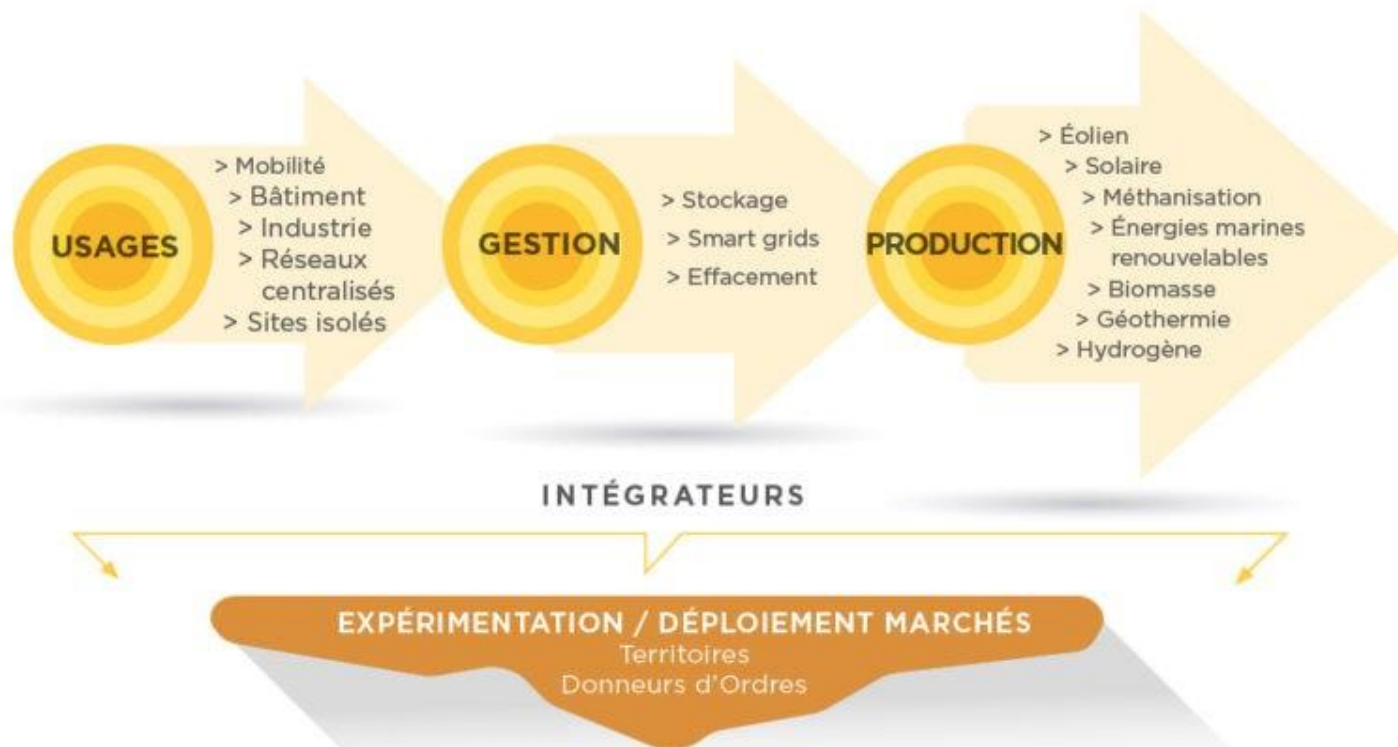 USAGES
> Mobilité
> Bâtiment
> Industrie
> Réseaux
centralisés
> Sites isolés
GESTION
> Stockage
> Smart grids
> Effacement
PRODUCTION
> Éolien
> Solaire
> Méthanisation
> Énergies marines
renouvelables
> Biomasse
> Géothermie
> Hydrogène
INTÉGRATEURS
EXPÉRIMENTATION / DÉPLOIEMENT MARCHÉS
Territoires
Donneurs d'Ordres